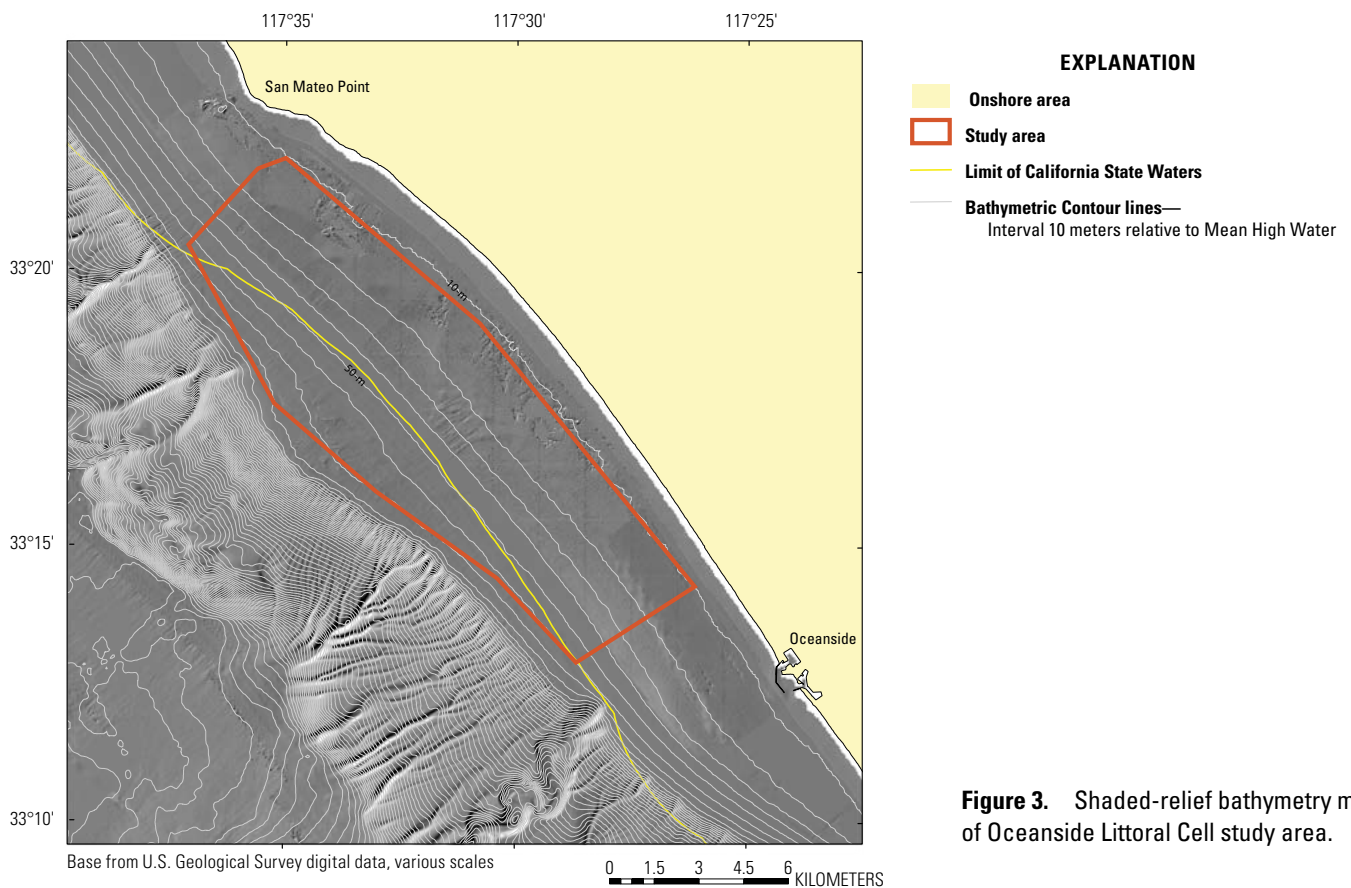 117°35' 117°30' 117°25'
San Mateo Point
33°20'
10-m
50-m
33°15'
Oceanside
33°10'
Base from U.S. Geological Survey digital data, various scales
0 1.5 3 4.5 6
KILOMETERS
EXPLANATION
Onshore area
Study area
Limit of California State Waters
Bathymetric Contour lines—
Interval 10 meters relative to Mean High Water
Figure 3. Shaded-relief bathymetry
of Oceanside Littoral Cell study area.